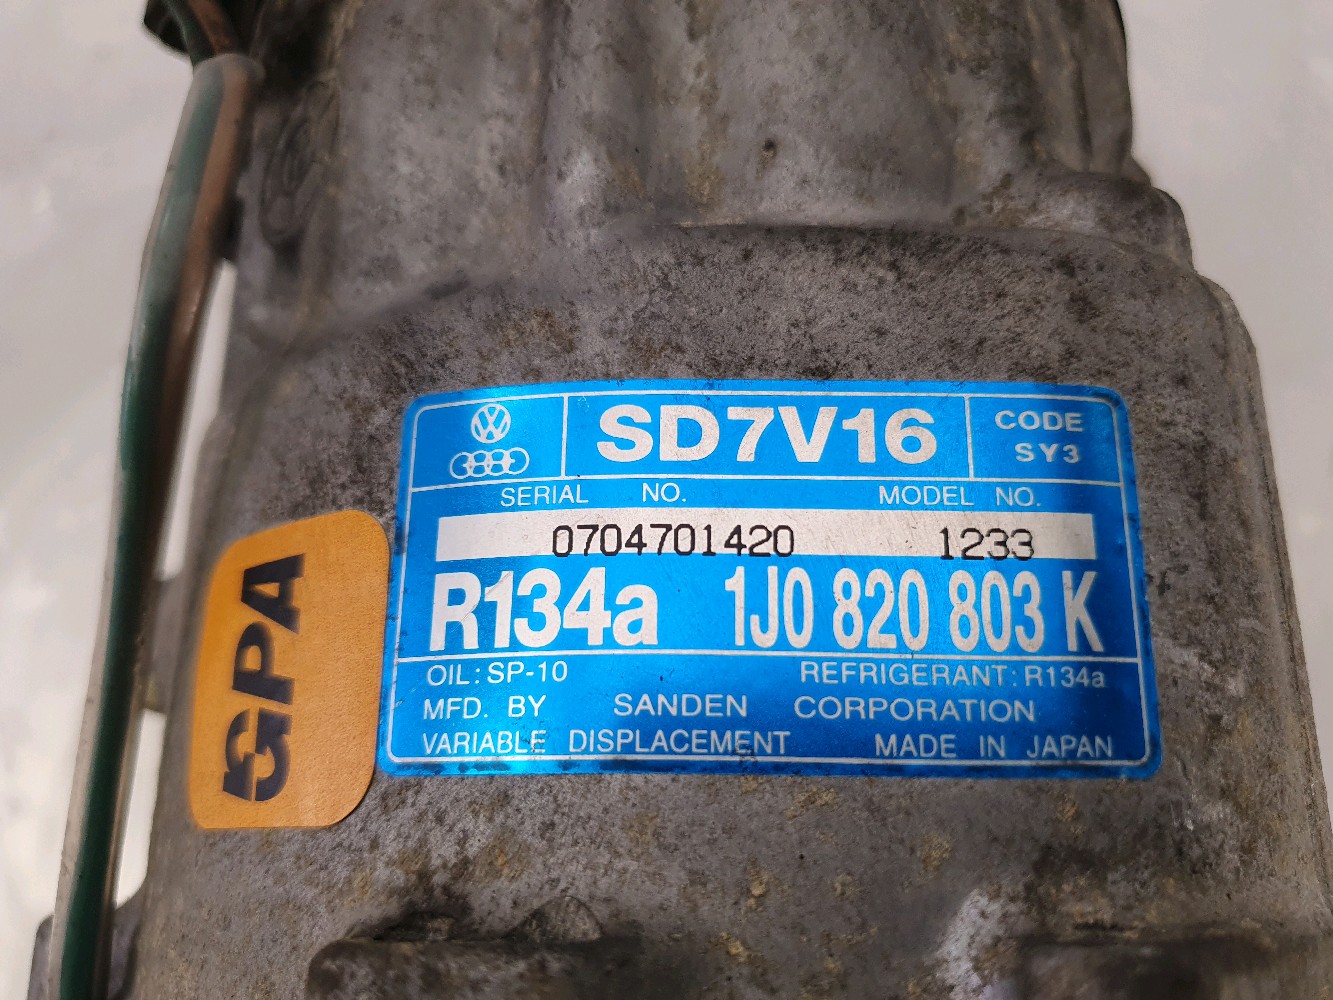 SD7V16
CODE
SY3
SERIAL NO. MODEL NO.
0704701420 1233
R134a 1J0 820 803 K
OIL: SP-10 REFRIGERANT: R134a
MFD. BY SANDEN CORPORATION
VARIABLE DISPLACEMENT MADE IN JAPAN
GPA